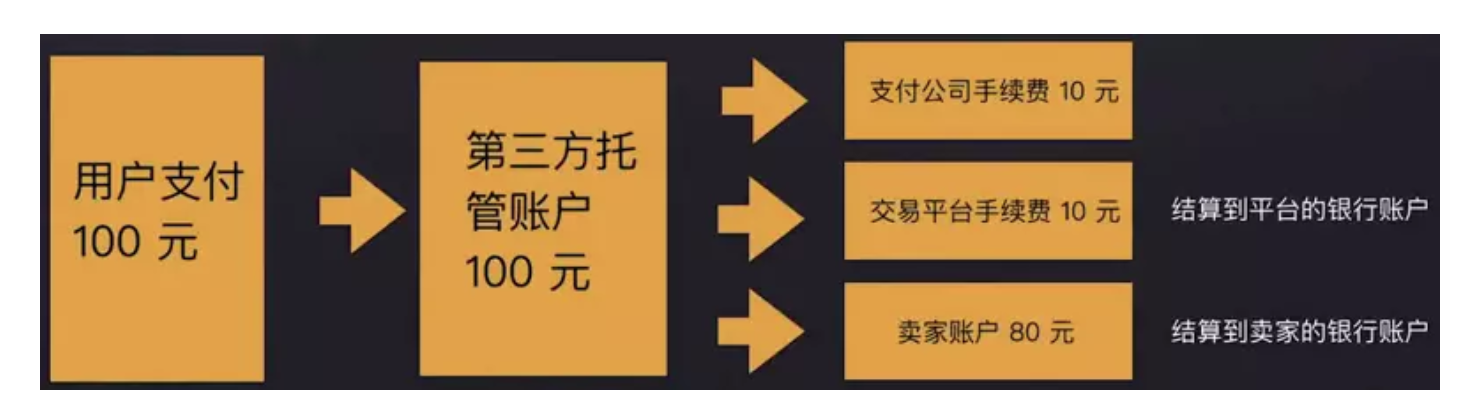 用户支付
100 元
第三方托
管账户
100 元
支付公司手续费 10 元
交易平台手续费 10 元
结算到平台的银行账户
卖家账户 80 元
结算到卖家的银行账户